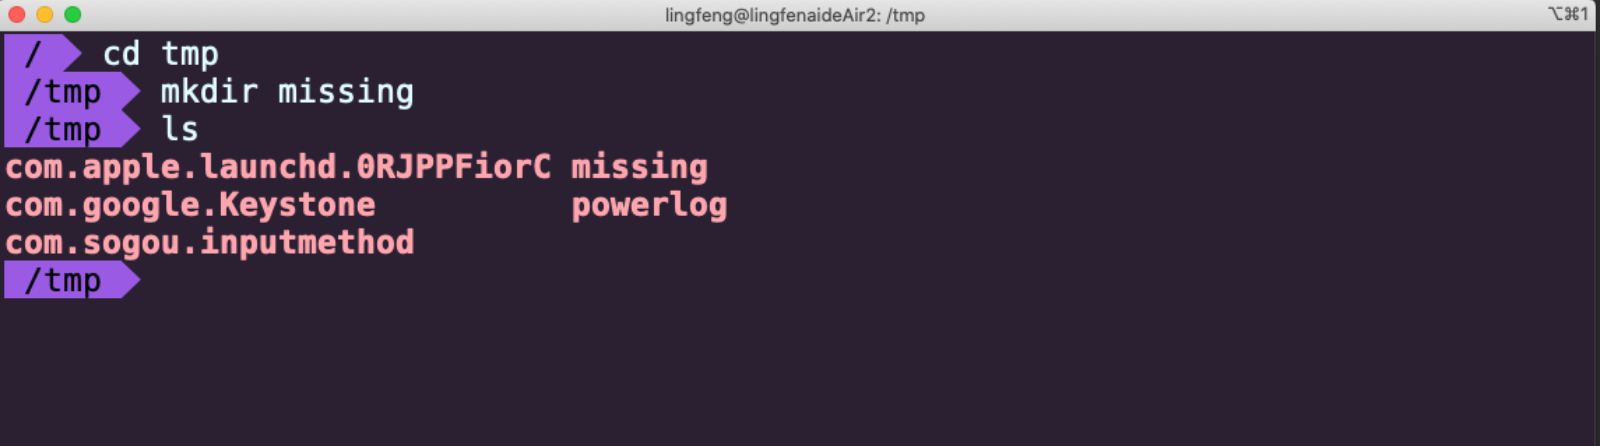 lingfeng@lingfenaideAir2: /tmp ⌥⌘1
/ cd tmp
/tmp mkdir missing
/tmp ls
com.apple.launchd.0RJPPFiorC missing
com.google.Keystone powerlog
com.sogou.inputmethod
/tmp